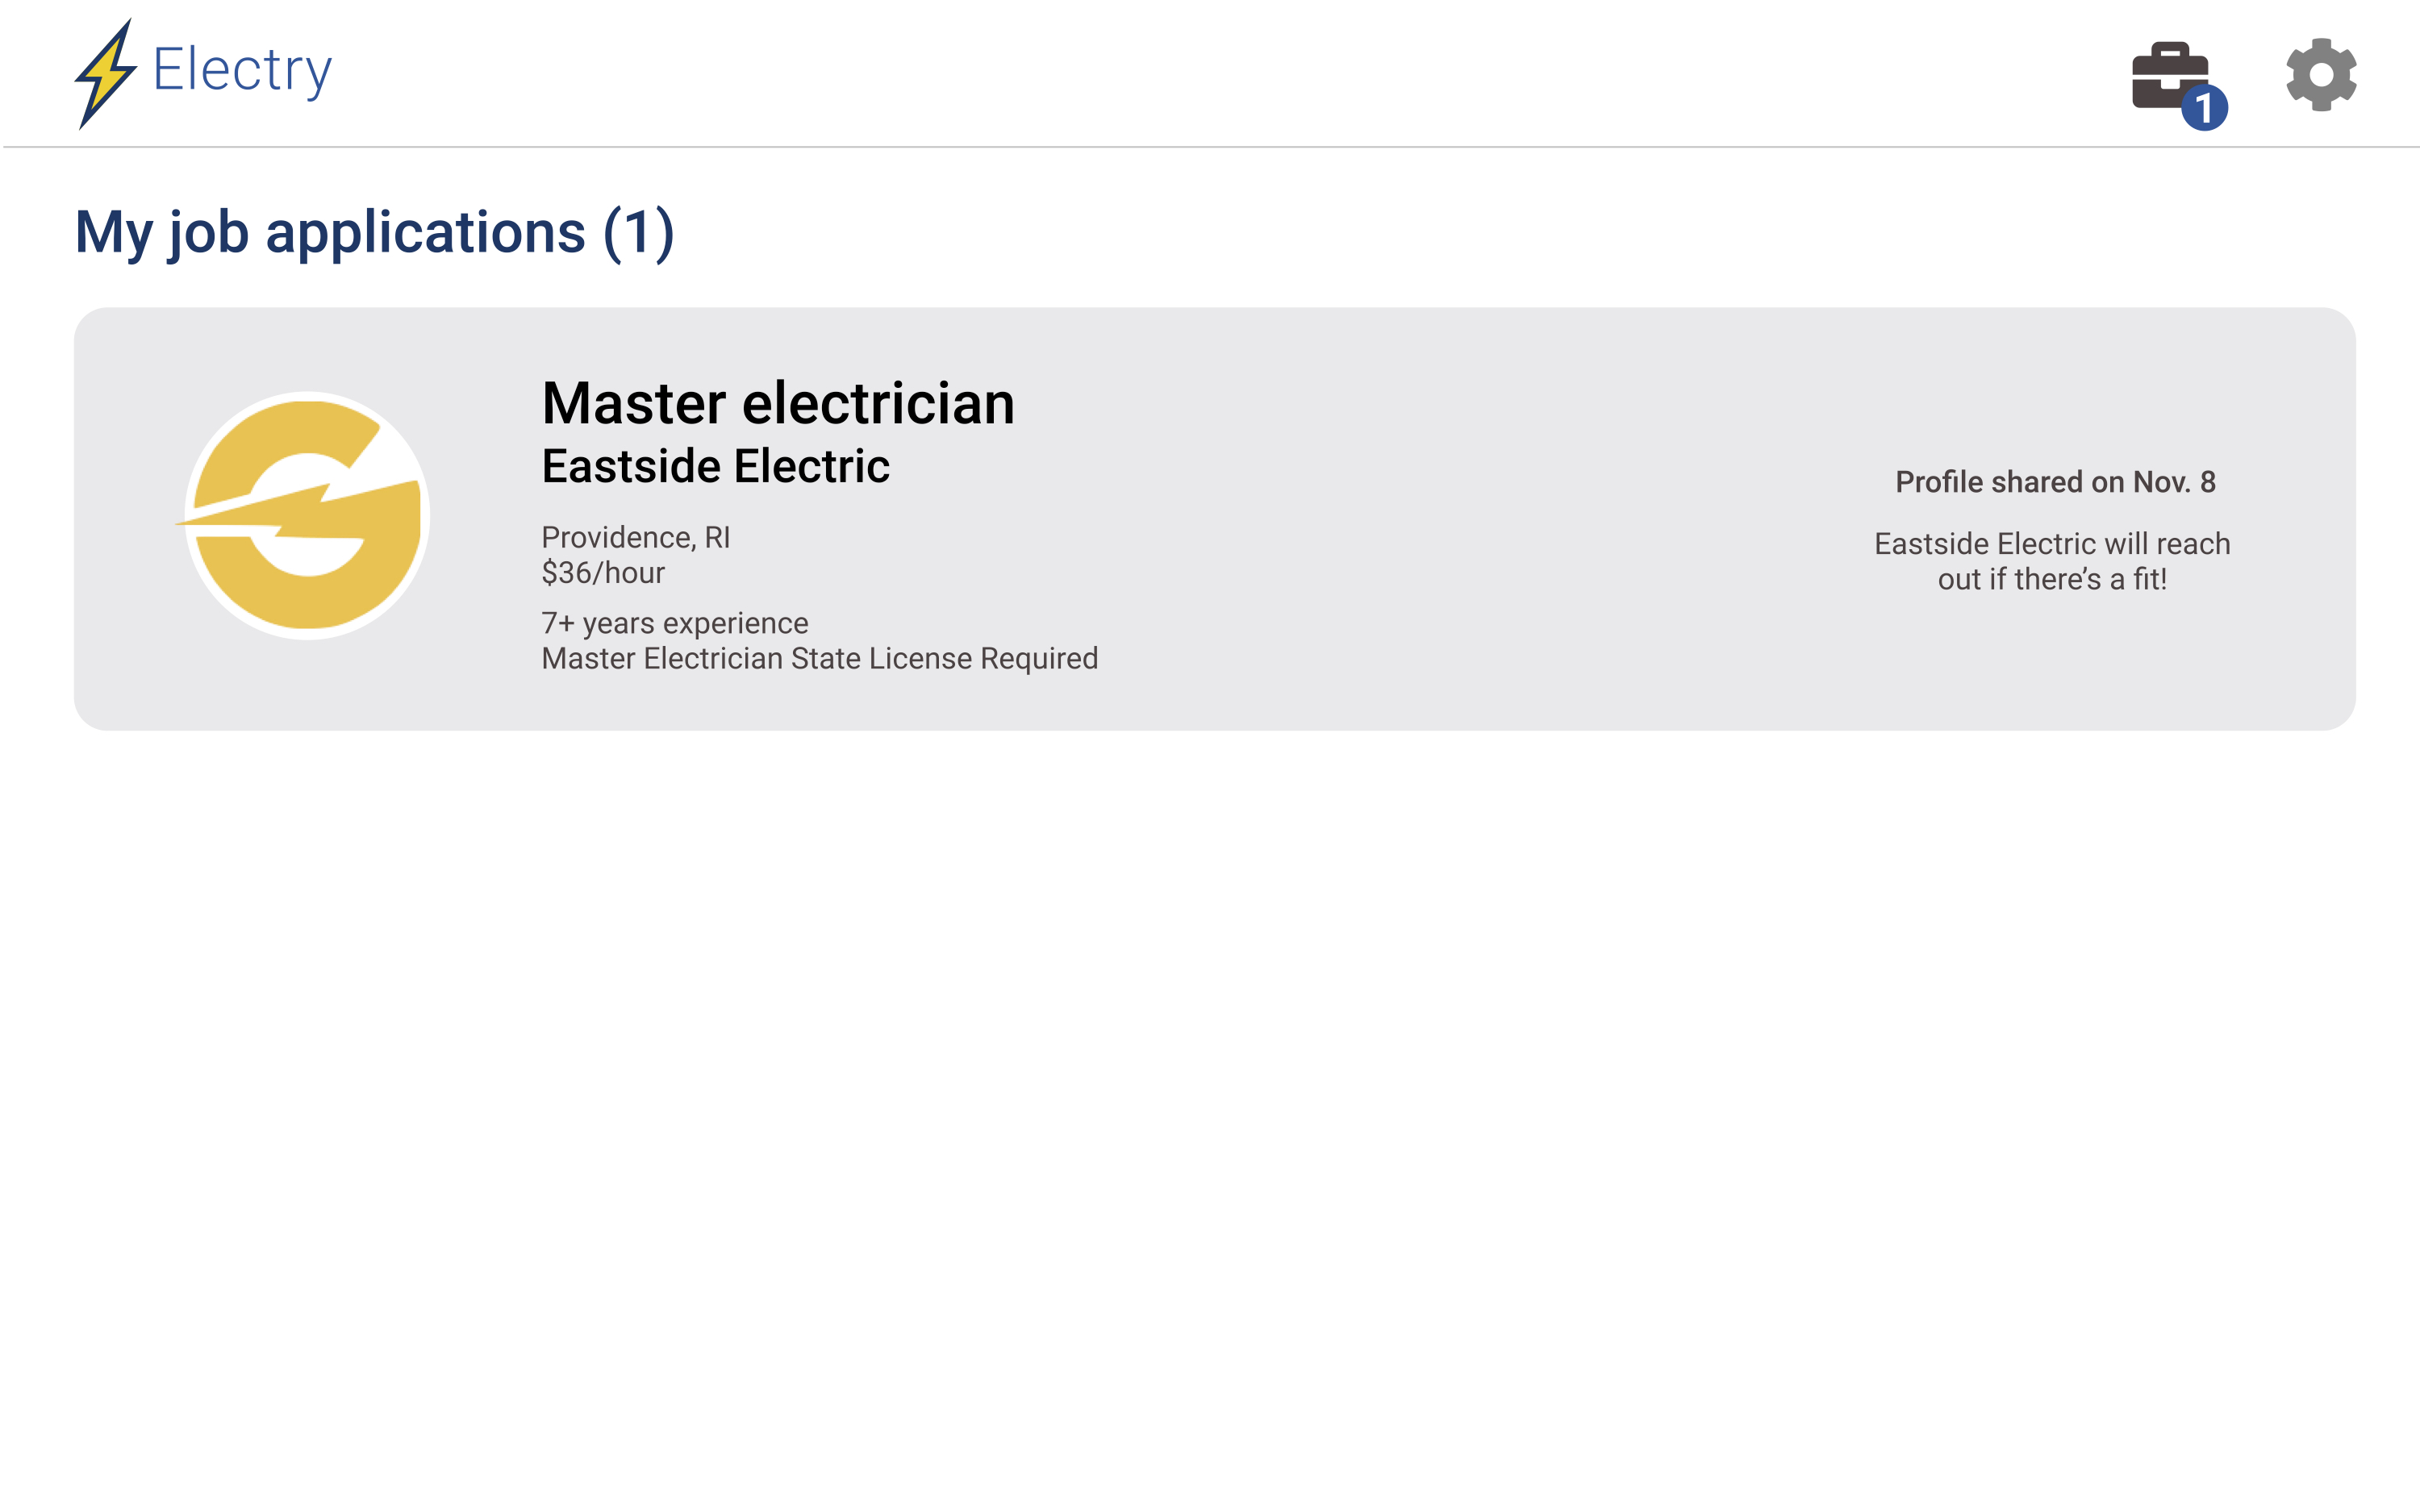 Electry
1
My job applications (1)
Master electrician
Eastside Electric
Providence, RI
$36/hour
7+ years experience
Master Electrician State License Required
Profile shared on Nov. 8
Eastside Electric will reach
out if there’s a fit!